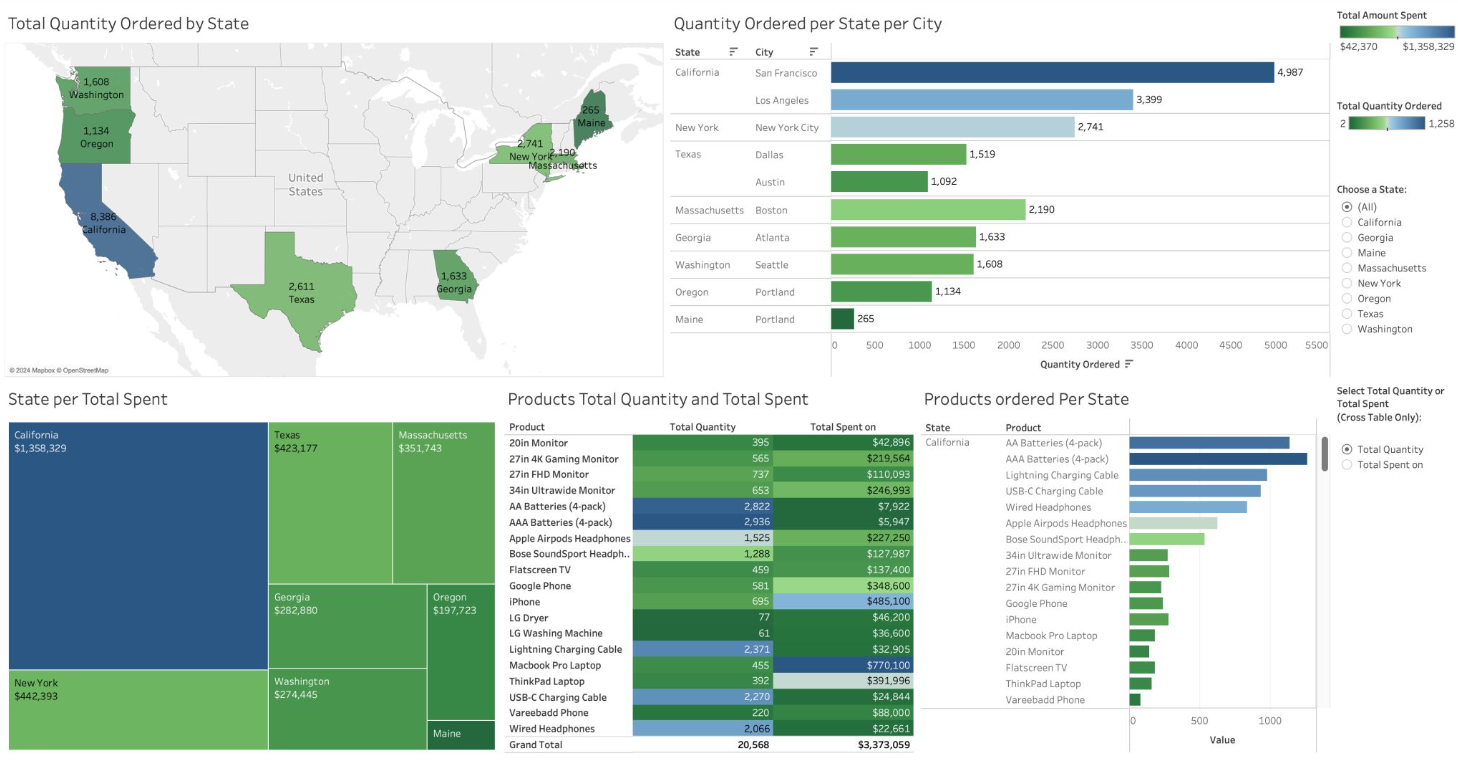 Total Quantity Ordered by State
1,608
Washington
1,134
Oregon
8,386
California
United
States
2,611
Texas
1,633
Georgia
2,741
New York
2,190
Massachusetts
265
Maine
© 2024 Mapbox © OpenStreetMap
Quantity Ordered per State per City
State City
California San Francisco 4,987
Los Angeles 3,399
New York New York City 2,741
Texas Dallas 1,519
Austin 1,092
Massachusetts Boston 2,190
Georgia Atlanta 1,633
Washington Seattle 1,608
Oregon Portland 1,134
Maine Portland 265
0 500 1000 1500 2000 2500 3000 3500 4000 4500 5000 5500
Quantity Ordered
Total Amount Spent
$42,370 $1,358,329
Total Quantity Ordered
2 1,258
Choose a State:
(All)
California
Georgia
Maine
Massachusetts
New York
Oregon
Texas
Washington
State per Total Spent
California
$1,358,329
New York
$442,393
Texas
$423,177
Massachusetts
$351,743
Georgia
$282,880
Washington
$274,445
Oregon
$197,723
Maine
Products Total Quantity and Total Spent
Product Total Quantity Total Spent on
20in Monitor 395 $42,896
27in 4K Gaming Monitor 565 $219,564
27in FHD Monitor 737 $110,093
34in Ultrawide Monitor 653 $246,993
AA Batteries (4-pack) 2,822 $7,922
AAA Batteries (4-pack) 2,936 $5,947
Apple Airpods Headphones 1,525 $227,250
Bose SoundSport Headph.. 1,288 $127,987
Flatscreen TV 459 $137,400
Google Phone 581 $348,600
iPhone 695 $485,100
LG Dryer 77 $46,200
LG Washing Machine 61 $36,600
Lightning Charging Cable 2,371 $32,905
Macbook Pro Laptop 455 $770,100
ThinkPad Laptop 392 $391,996
USB-C Charging Cable 2,270 $24,844
Vareebadd Phone 220 $88,000
Wired Headphones 2,066 $22,661
Grand Total 20,568 $3,373,059
Products ordered Per State
State Product
California AA Batteries (4-pack)
AAA Batteries (4-pack)
Lightning Charging Cable
USB-C Charging Cable
Wired Headphones
Apple Airpods Headphones
Bose SoundSport Headph..
34in Ultrawide Monitor
27in FHD Monitor
27in 4K Gaming Monitor
Google Phone
iPhone
Macbook Pro Laptop
20in Monitor
Flatscreen TV
ThinkPad Laptop
Vareebadd Phone
0 500 1000
Value
Select Total Quantity or
Total Spent
(Cross Table Only):
Total Quantity
Total Spent on